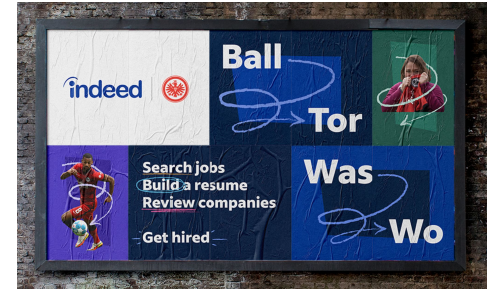 indeed
Ball
Tor
Search jobs
Build a resume
Review companies
Get hired
Was
Wo